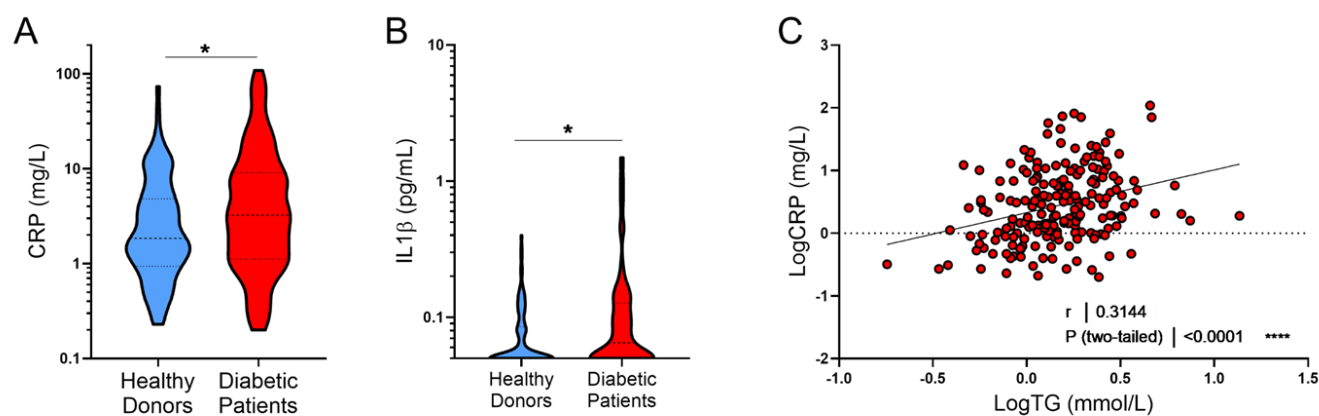 A
CRP (mg/L)
100
10
1
0.1
*
Healthy
Donors
Diabetic
Patients
B
IL1β (pg/mL)
10
1
0.1
*
Healthy
Donors
Diabetic
Patients
C
LogCRP (mg/L)
3
2
1
0
-1
-2
r | 0.3144
P (two-tailed) | <0.0001 ****
-1.0 -0.5 0.0 0.5 1.0 1.5
LogTG (mmol/L)